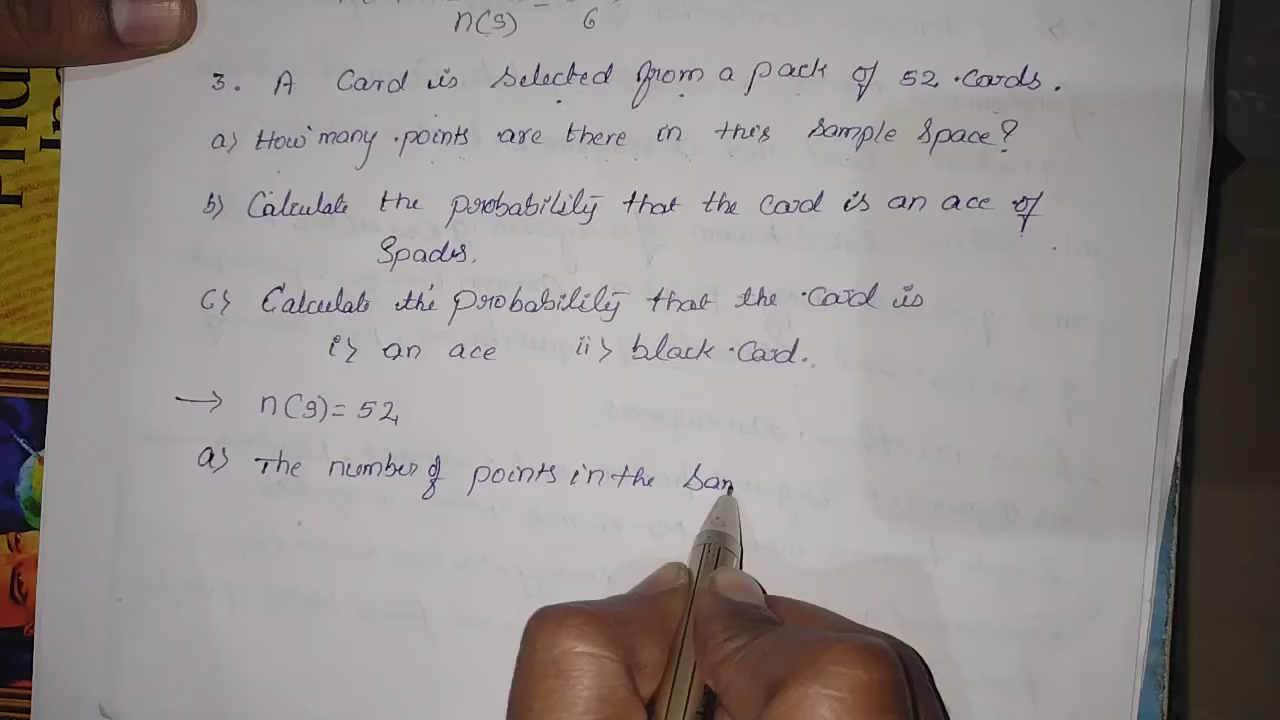 n(s) = 6
3. A Card is selected from a pack of 52 cards.
a) How many points are there in this sample space?
b) Calculate the probability that the card is an ace of
spades.
c) Calculate the probability that the card is
i) an ace ii) black card.
→ n(s) = 52
a) The number of points in the sam